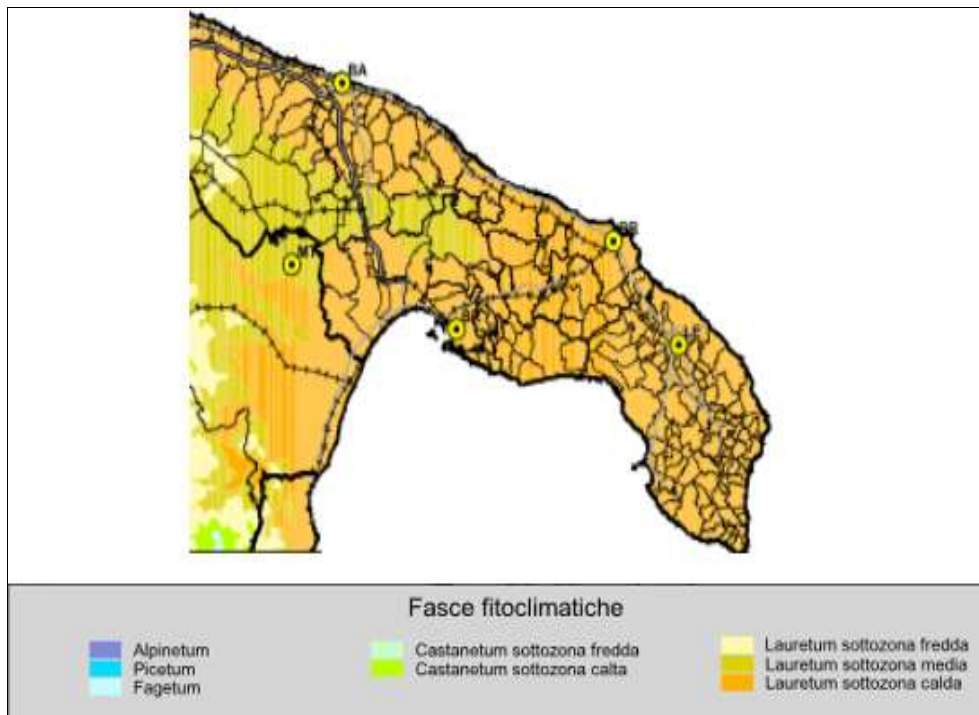 BA
BR
MT
LE
Fasce fitoclimatiche
Alpinetum
Picetum
Fagetum
Castanetum sottozona fredda
Castanetum sottozona calta
Lauretum sottozona fredda
Lauretum sottozona media
Lauretum sottozona calda